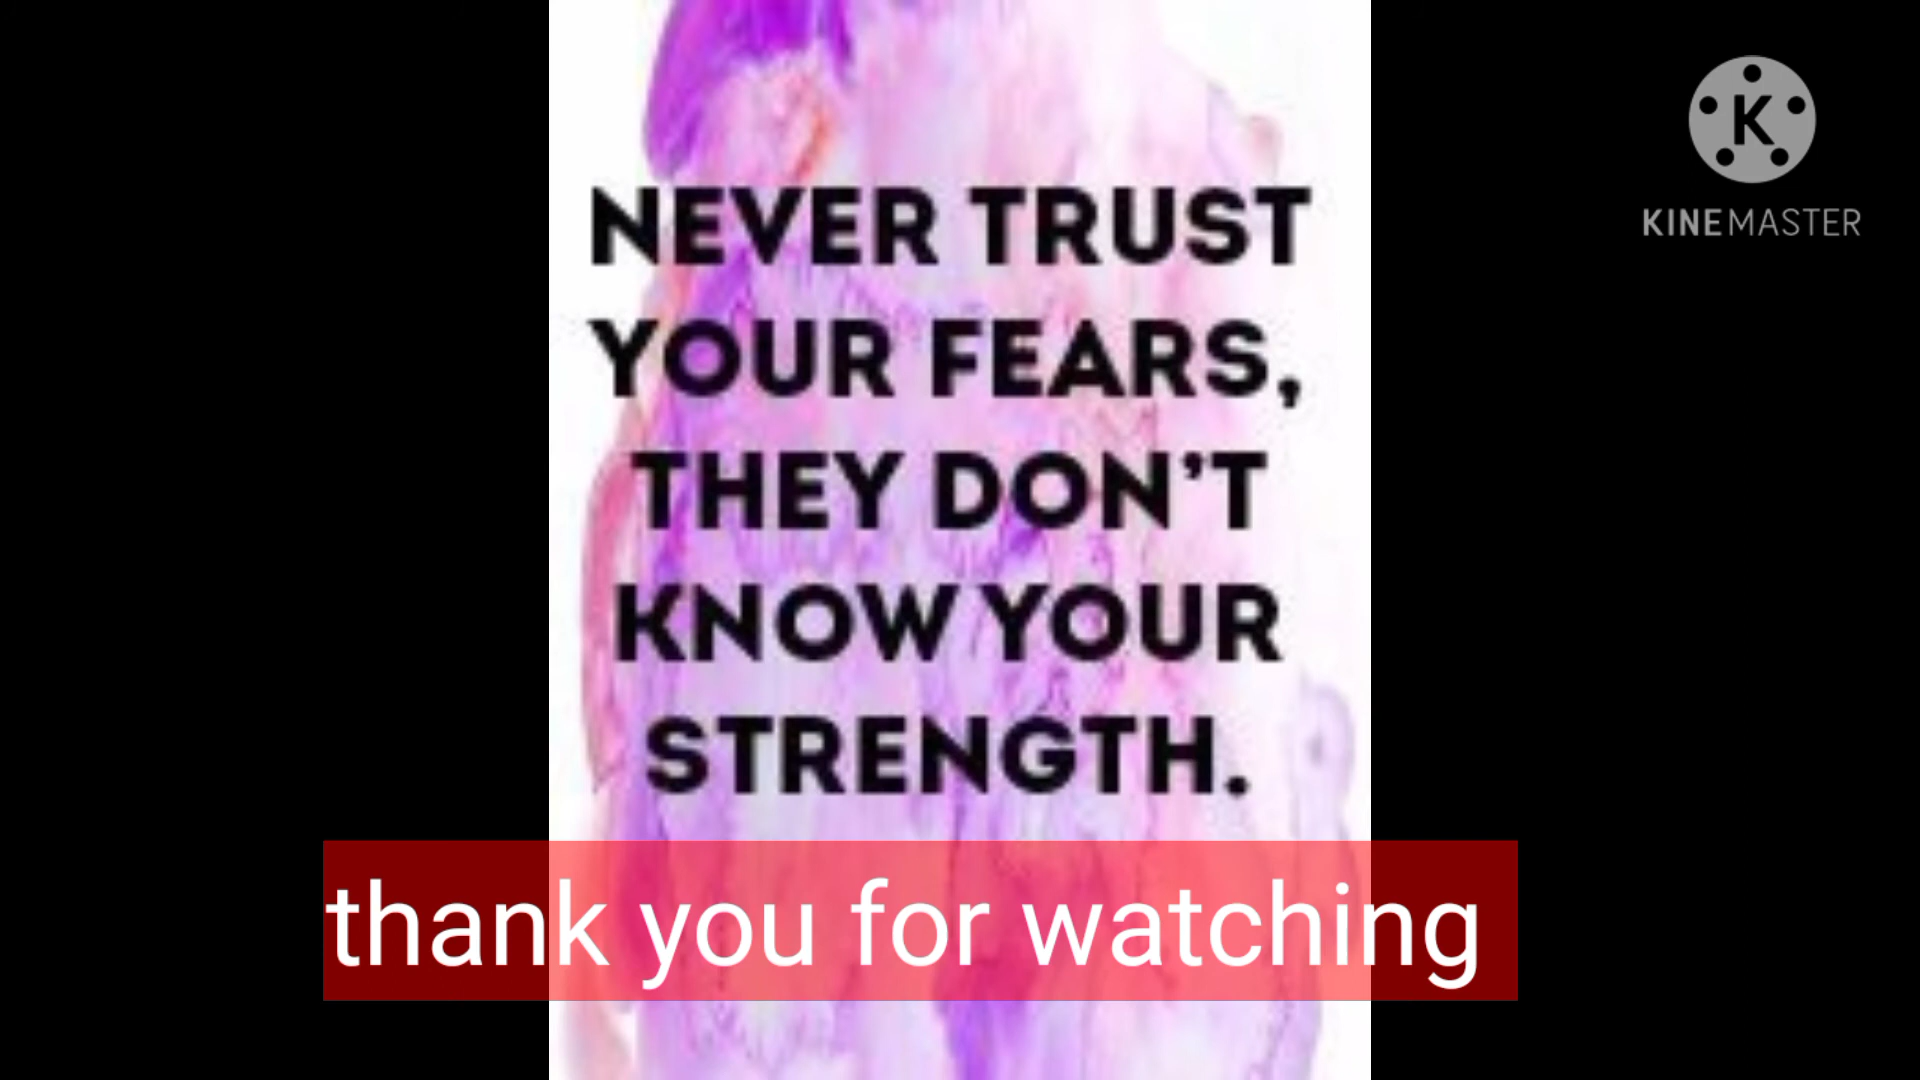 NEVER TRUST
YOUR FEARS,
THEY DON'T
KNOW YOUR
STRENGTH.
thank you for watching
K
KINEMASTER